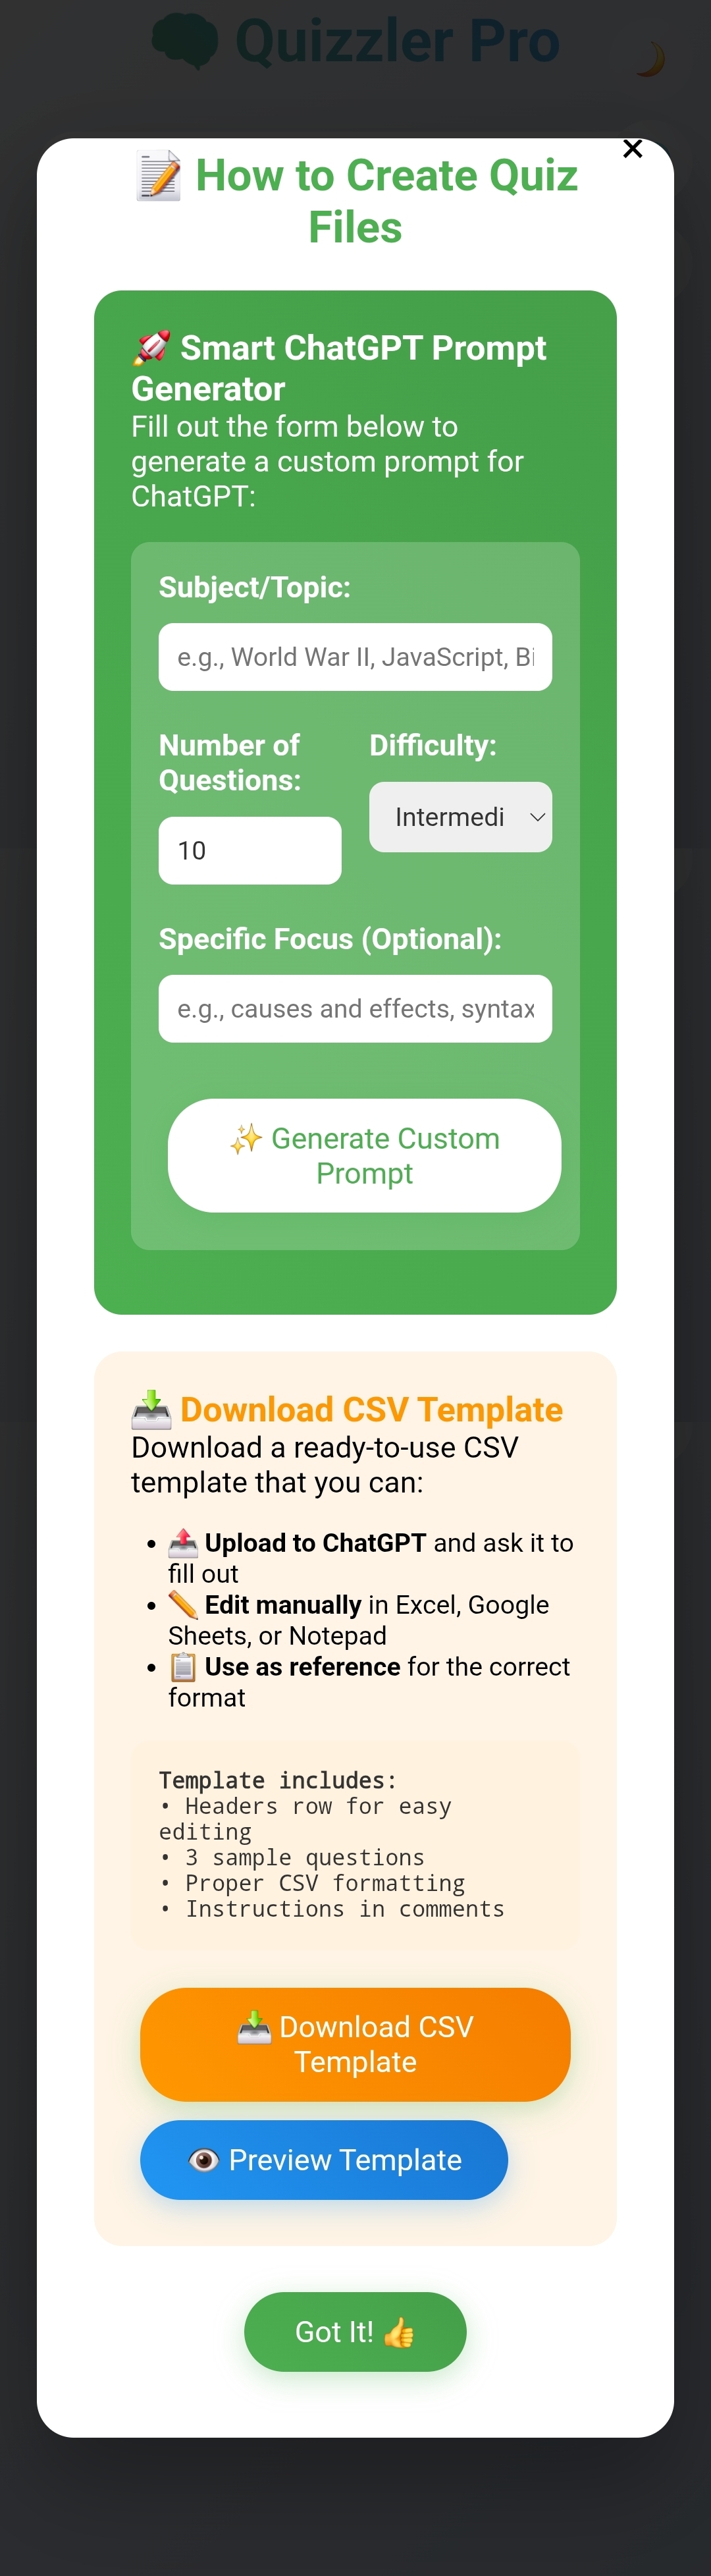 🧠 Quizzler Pro
🌙
×
📝 How to Create Quiz
Files
🚀 Smart ChatGPT Prompt
Generator
Fill out the form below to
generate a custom prompt for
ChatGPT:
Subject/Topic:
e.g., World War II, JavaScript, Bi
Number of
Questions:
Difficulty:
10
Intermedi
Specific Focus (Optional):
e.g., causes and effects, syntax
✨ Generate Custom
Prompt
📥 Download CSV Template
Download a ready-to-use CSV
template that you can:
• 📤 Upload to ChatGPT and ask it to
fill out
• ✏️ Edit manually in Excel, Google
Sheets, or Notepad
• 📋 Use as reference for the correct
format
Template includes:
• Headers row for easy
editing
• 3 sample questions
• Proper CSV formatting
• Instructions in comments
📥 Download CSV
Template
👁️ Preview Template
Got It! 👍